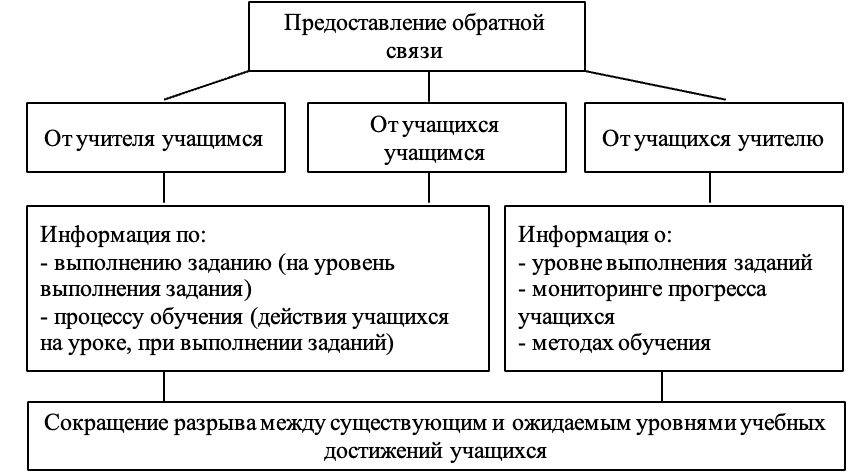 Предоставление обратной
связи
От учителя учащимся
От учащихся
учащимся
От учащихся учителю
Информация по:
- выполнению заданию (на уровень
выполнения задания)
- процессу обучения (действия учащихся
на уроке, при выполнении заданий)
Информация о:
- уровне выполнения заданий
- мониторинге прогресса
учащихся
- методах обучения
Сокращение разрыва между существующим и ожидаемым уровнями учебных
достижений учащихся